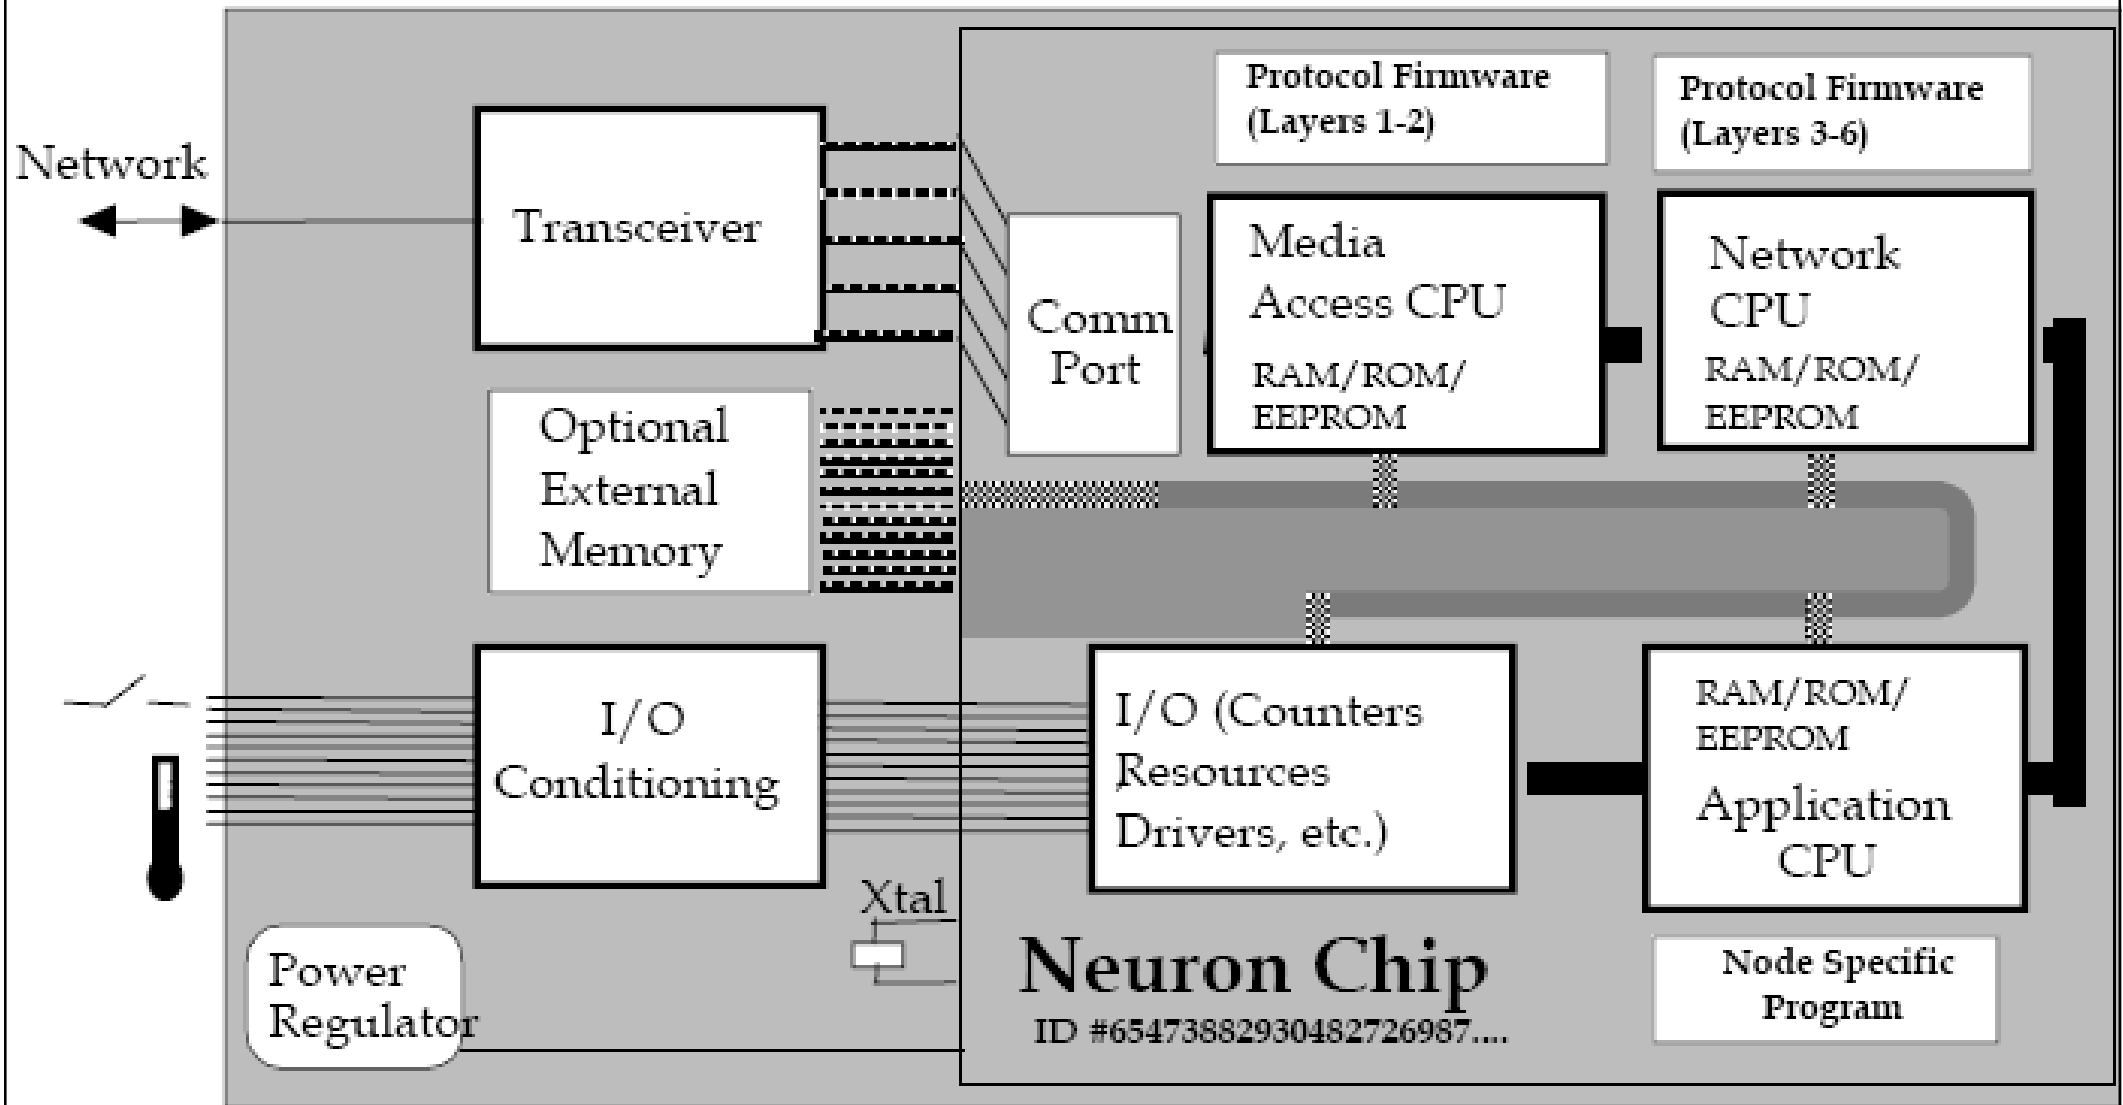 Network
Transceiver
Optional
External
Memory
I/O
Conditioning
Power
Regulator
Xtal
Comm
Port
Protocol Firmware
(Layers 1-2)
Media
Access CPU
RAM/ROM/
EEPROM
Protocol Firmware
(Layers 3-6)
Network
CPU
RAM/ROM/
EEPROM
I/O (Counters
Resources
Drivers, etc.)
RAM/ROM/
EEPROM
Application
CPU
Neuron Chip
ID #65473882930482726987....
Node Specific
Program